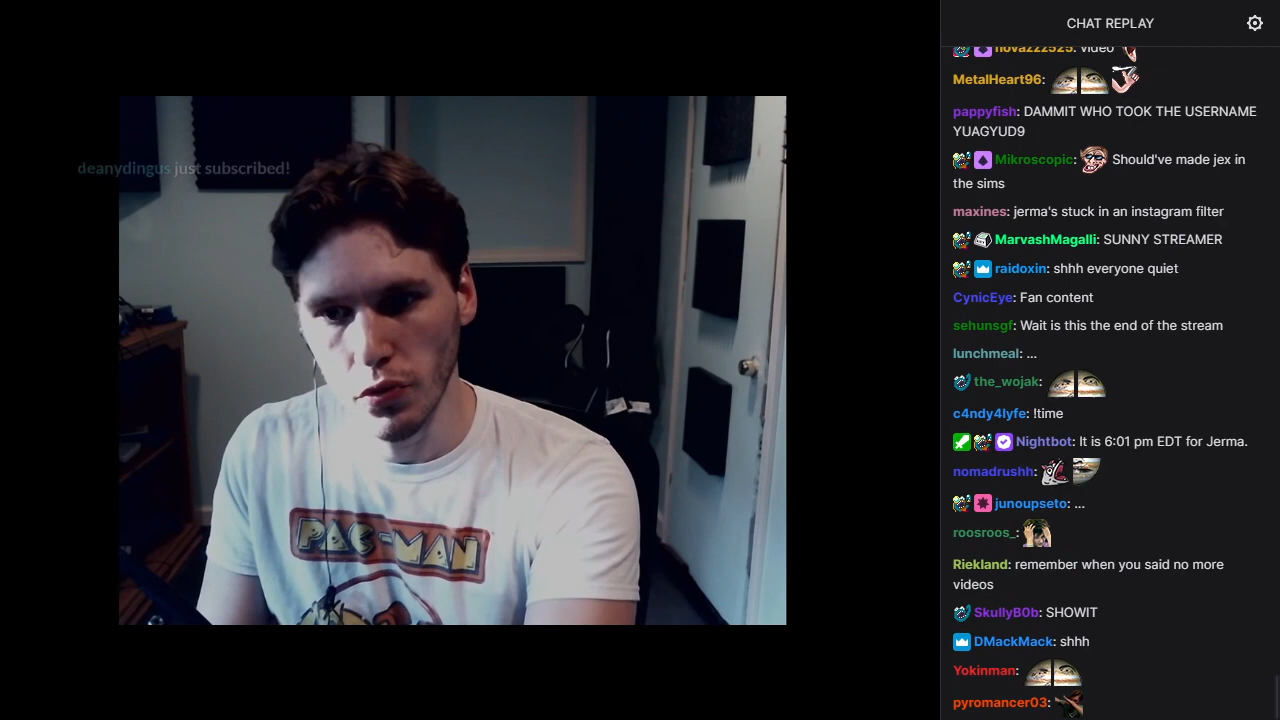 CHAT REPLAY
novazzz525: video
MetalHeart96:
pappyfish: DAMMIT WHO TOOK THE USERNAME
YUAGYUD9
Mikroscopic: Should've made jex in
the sims
maxines: jerma's stuck in an instagram filter
MarvashMagalli: SUNNY STREAMER
raidoxin: shhh everyone quiet
CynicEye: Fan content
sehunsgf: Wait is this the end of the stream
lunchmeal: ...
the_wojak:
c4ndy4lyfe: !time
Nightbot: It is 6:01 pm EDT for Jerma.
nomadrushh:
junoupseto: ...
roosroos_:
Riekland: remember when you said no more
videos
SkullyB0b: SHOWIT
DMackMack: shhh
Yokinman:
pyromancer03:
deanydingus just subscribed!
PAC-MAN